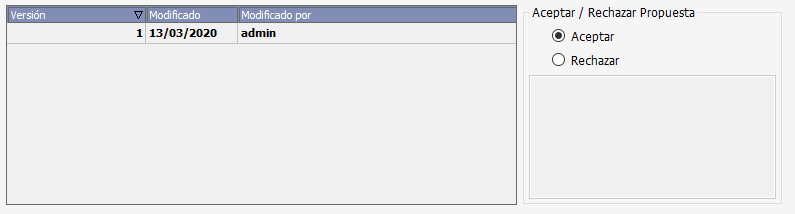 Versión Modificado Modificado por
1 13/03/2020 admin
Aceptar / Rechazar Propuesta
Aceptar
Rechazar